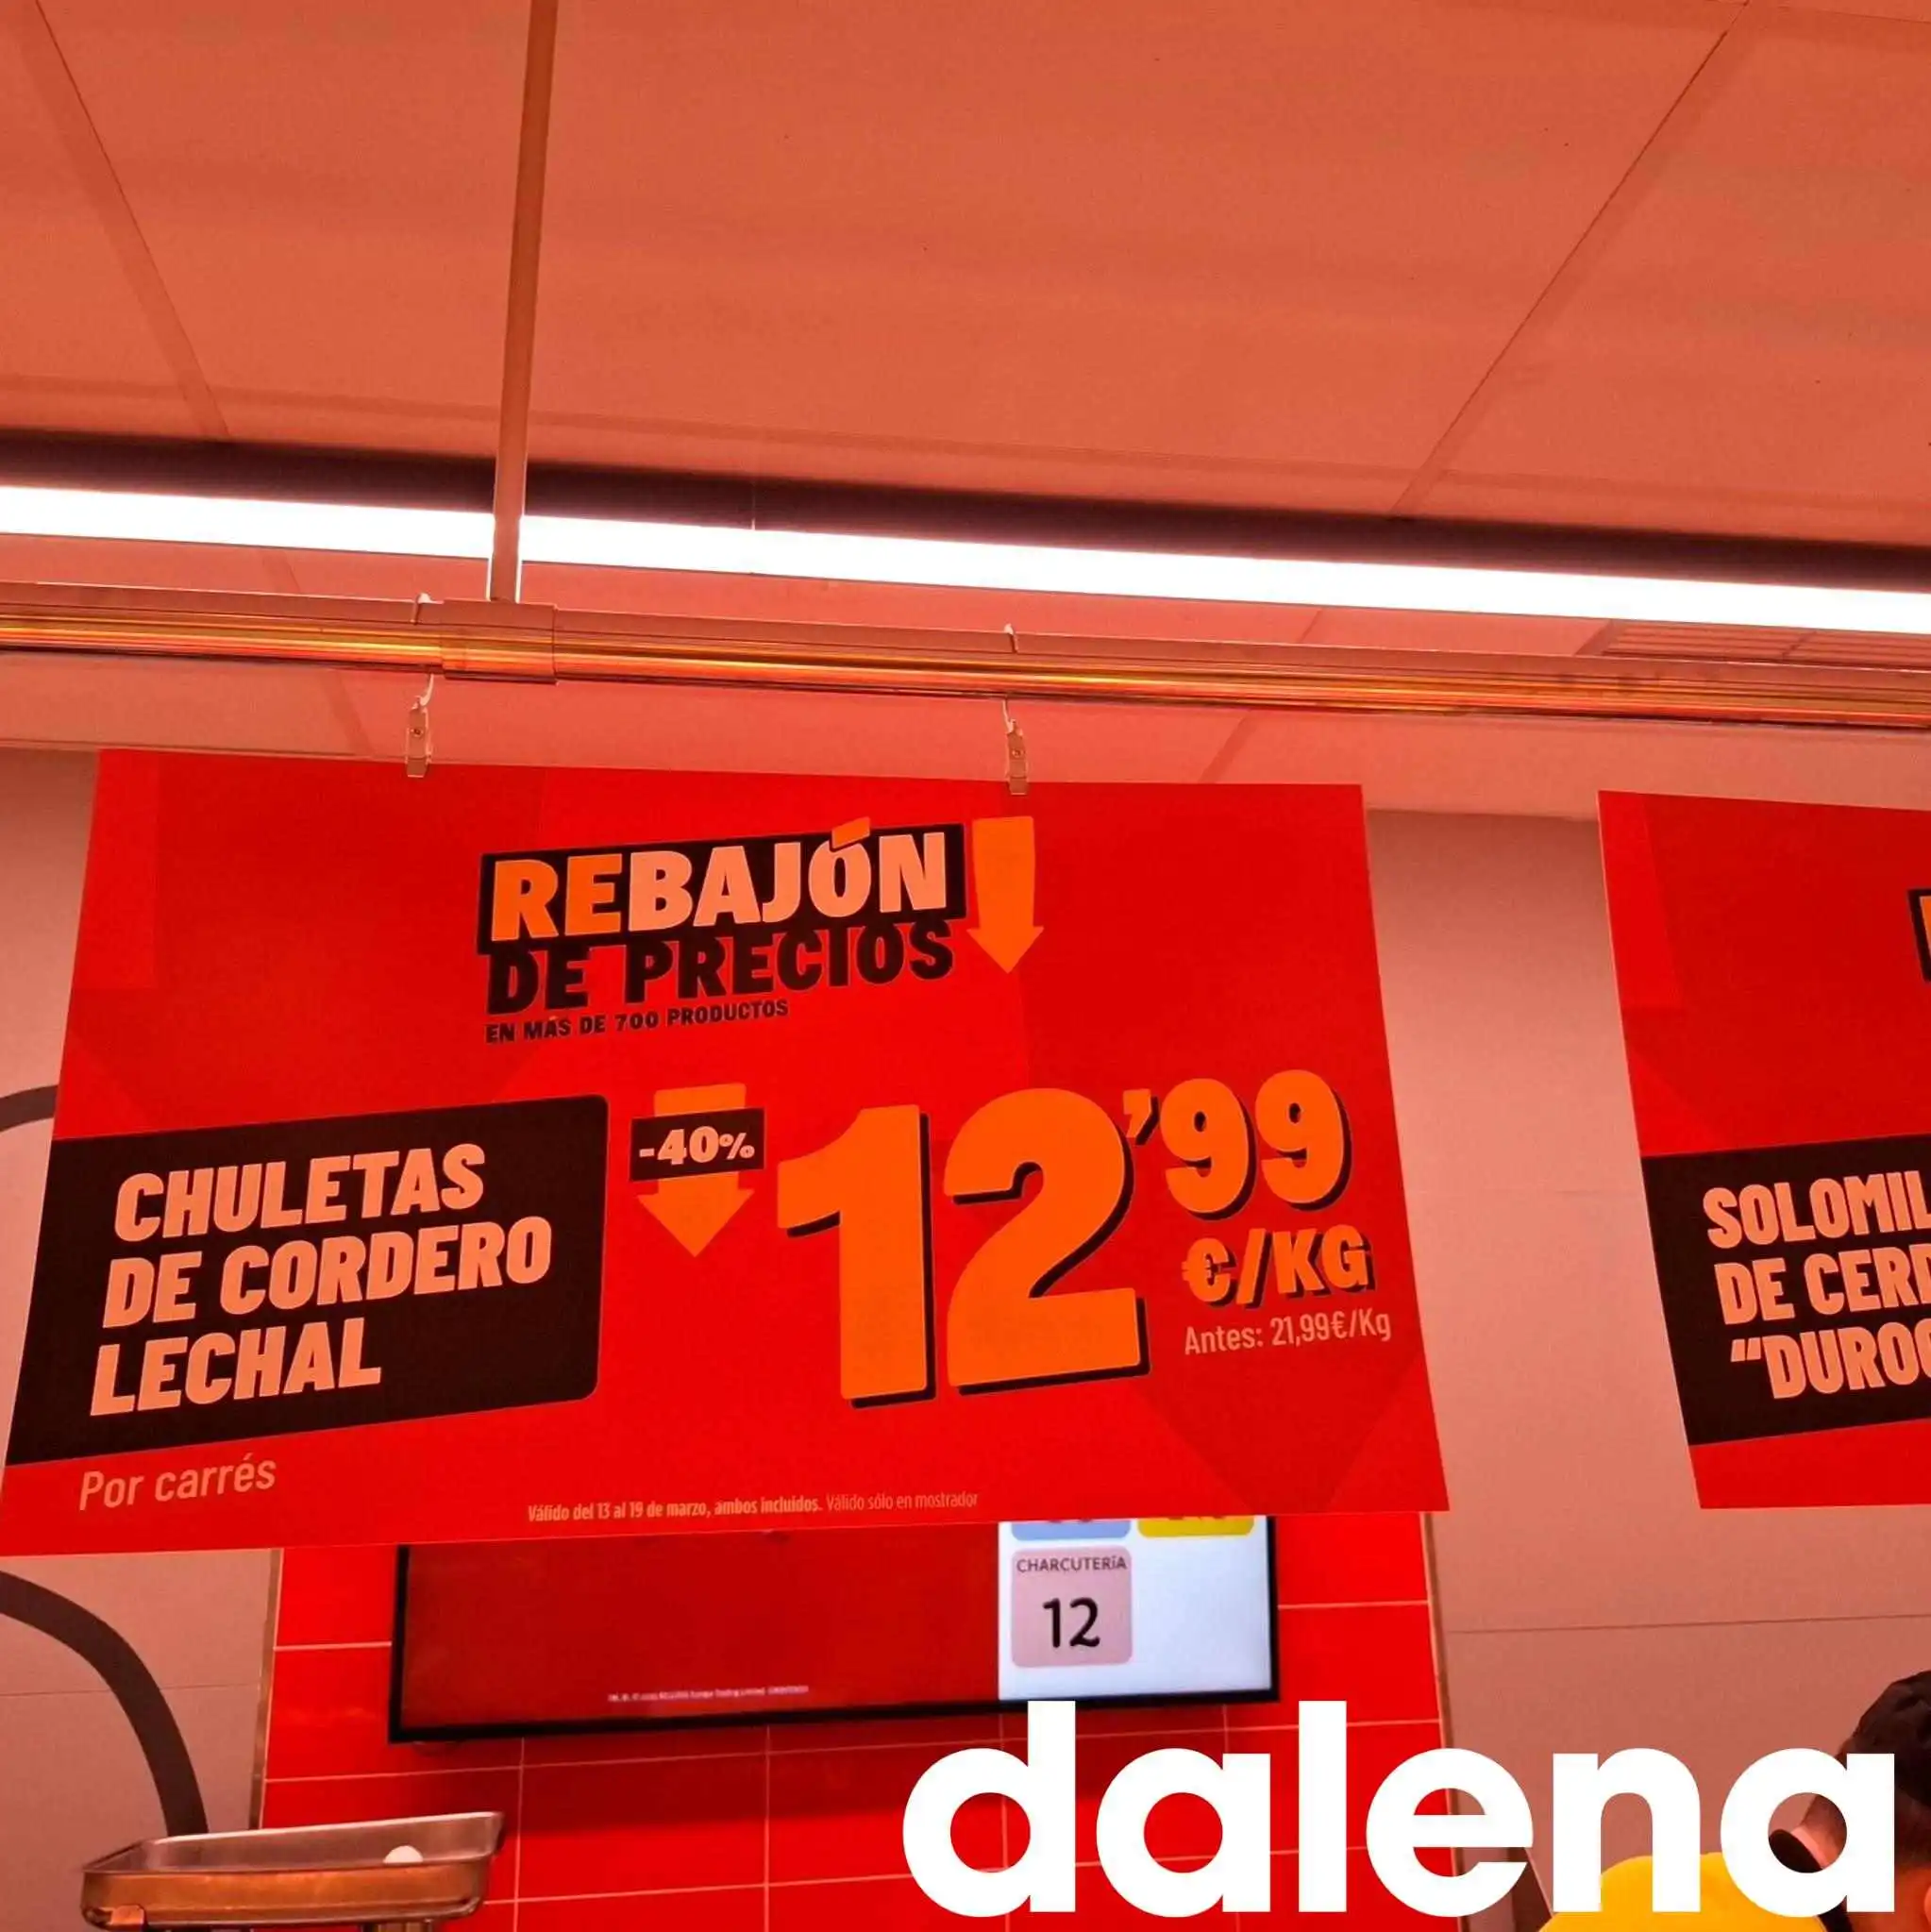 REBAJÓN
DE PRECIOS
EN MÁS DE 700 PRODUCTOS
CHULETAS
DE CORDERO
LECHAL
Por carrés
-40%
12'99
€/KG
Antes: 21,99€/Kg
Válido del 13 al 19 de marzo, ambos incluidos. Válido sólo en mostrador
DE
“
CHARCUTERÍA
12
dalena